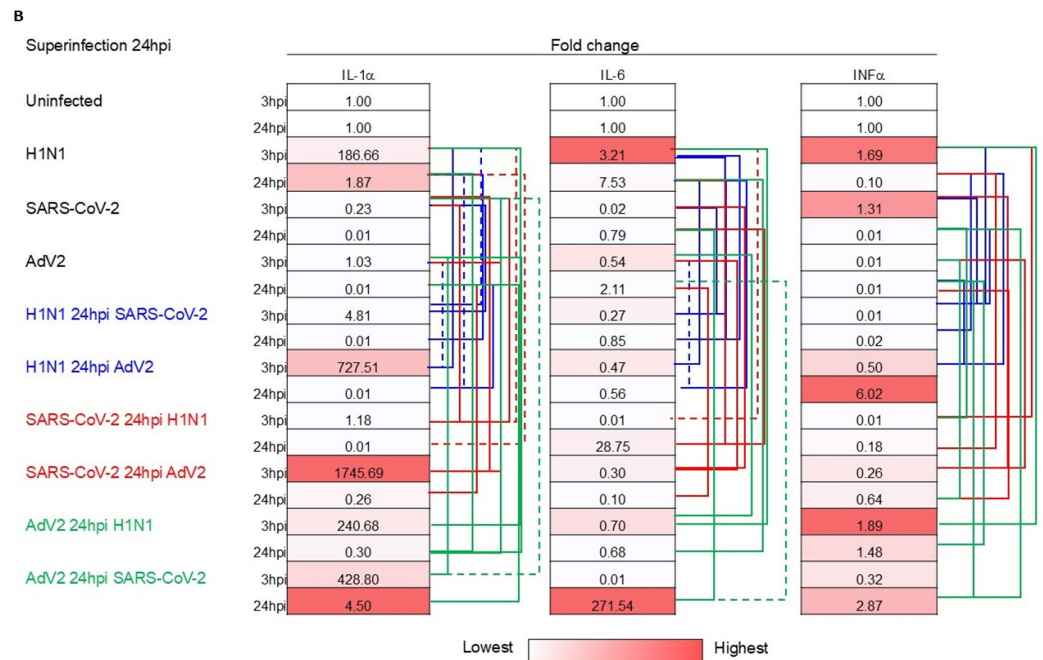 B
Superinfection 24hpi
Fold change
IL-1α IL-6 INFα
Uninfected 3hpi 1.00 1.00 1.00
24hpi 1.00 1.00 1.00
H1N1 3hpi 186.66 3.21 1.69
24hpi 1.87 7.53 0.10
SARS-CoV-2 3hpi 0.23 0.02 1.31
24hpi 0.01 0.79 0.01
AdV2 3hpi 1.03 0.54 0.01
24hpi 0.01 2.11 0.01
H1N1 24hpi SARS-CoV-2 3hpi 4.81 0.27 0.01
24hpi 0.01 0.85 0.02
H1N1 24hpi AdV2 3hpi 727.51 0.47 0.50
24hpi 0.01 0.56 6.02
SARS-CoV-2 24hpi H1N1 3hpi 1.18 0.01 0.01
24hpi 0.01 28.75 0.18
SARS-CoV-2 24hpi AdV2 3hpi 1745.69 0.30 0.26
24hpi 0.26 0.10 0.64
AdV2 24hpi H1N1 3hpi 240.68 0.70 1.89
24hpi 0.30 0.68 1.48
AdV2 24hpi SARS-CoV-2 3hpi 428.80 0.01 0.32
24hpi 4.50 271.54 2.87
Lowest Highest